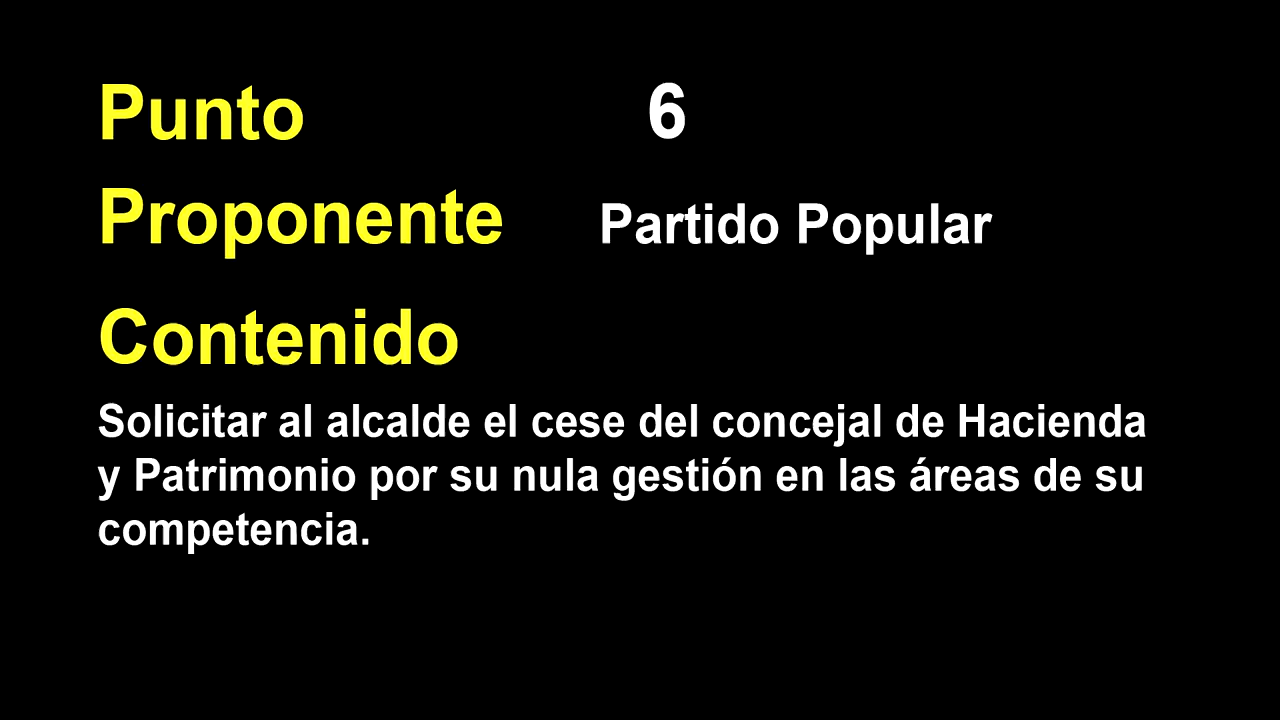 Punto 6
Proponente Partido Popular
Contenido
Solicitar al alcalde el cese del concejal de Hacienda
y Patrimonio por su nula gestión en las áreas de su
competencia.